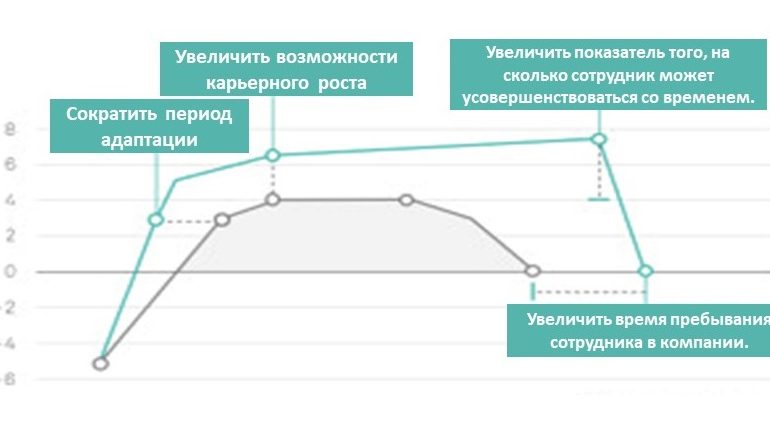 Увеличить возможности
карьерного роста
Увеличить показатель того, на
сколько сотрудник может
усовершенствоваться со временем.
Сократить период
адаптации
8
6
4
2
0
-2
-4
-6
Увеличить время пребывания
сотрудника в компании.